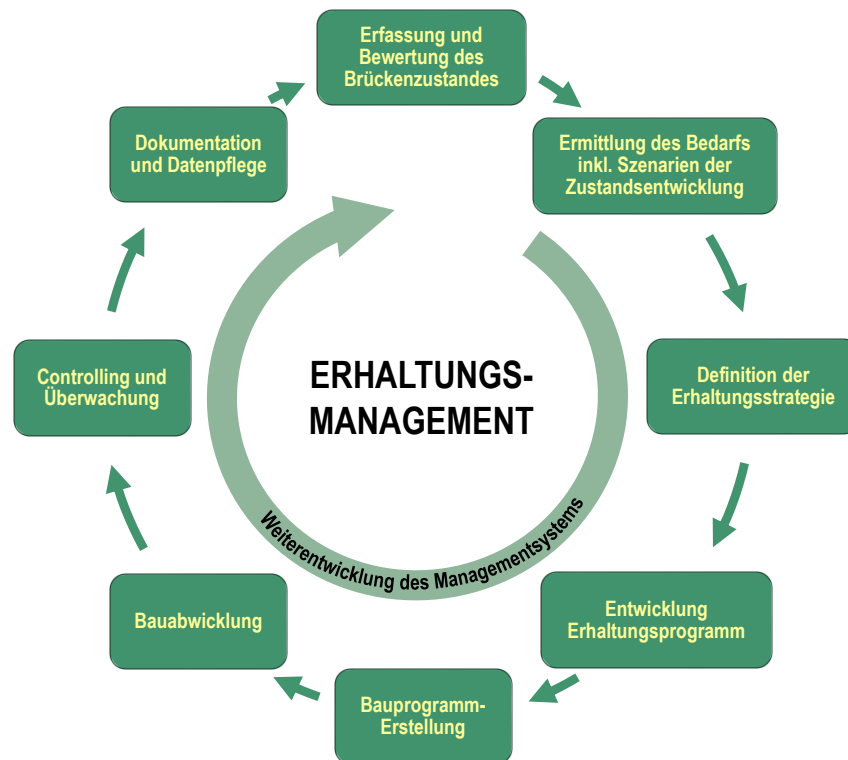 Erfassung und
Bewertung des
Brückenzustandes
Ermittlung des Bedarfs
inkl. Szenarien der
Zustandsentwicklung
Definition der
Erhaltungsstrategie
Entwicklung
Erhaltungsprogramm
Bauprogramm-
Erstellung
Bauabwicklung
Controlling und
Überwachung
Dokumentation
und Datenpflege
ERHALTUNGS-
MANAGEMENT
Weiterentwicklung des Managementsystems